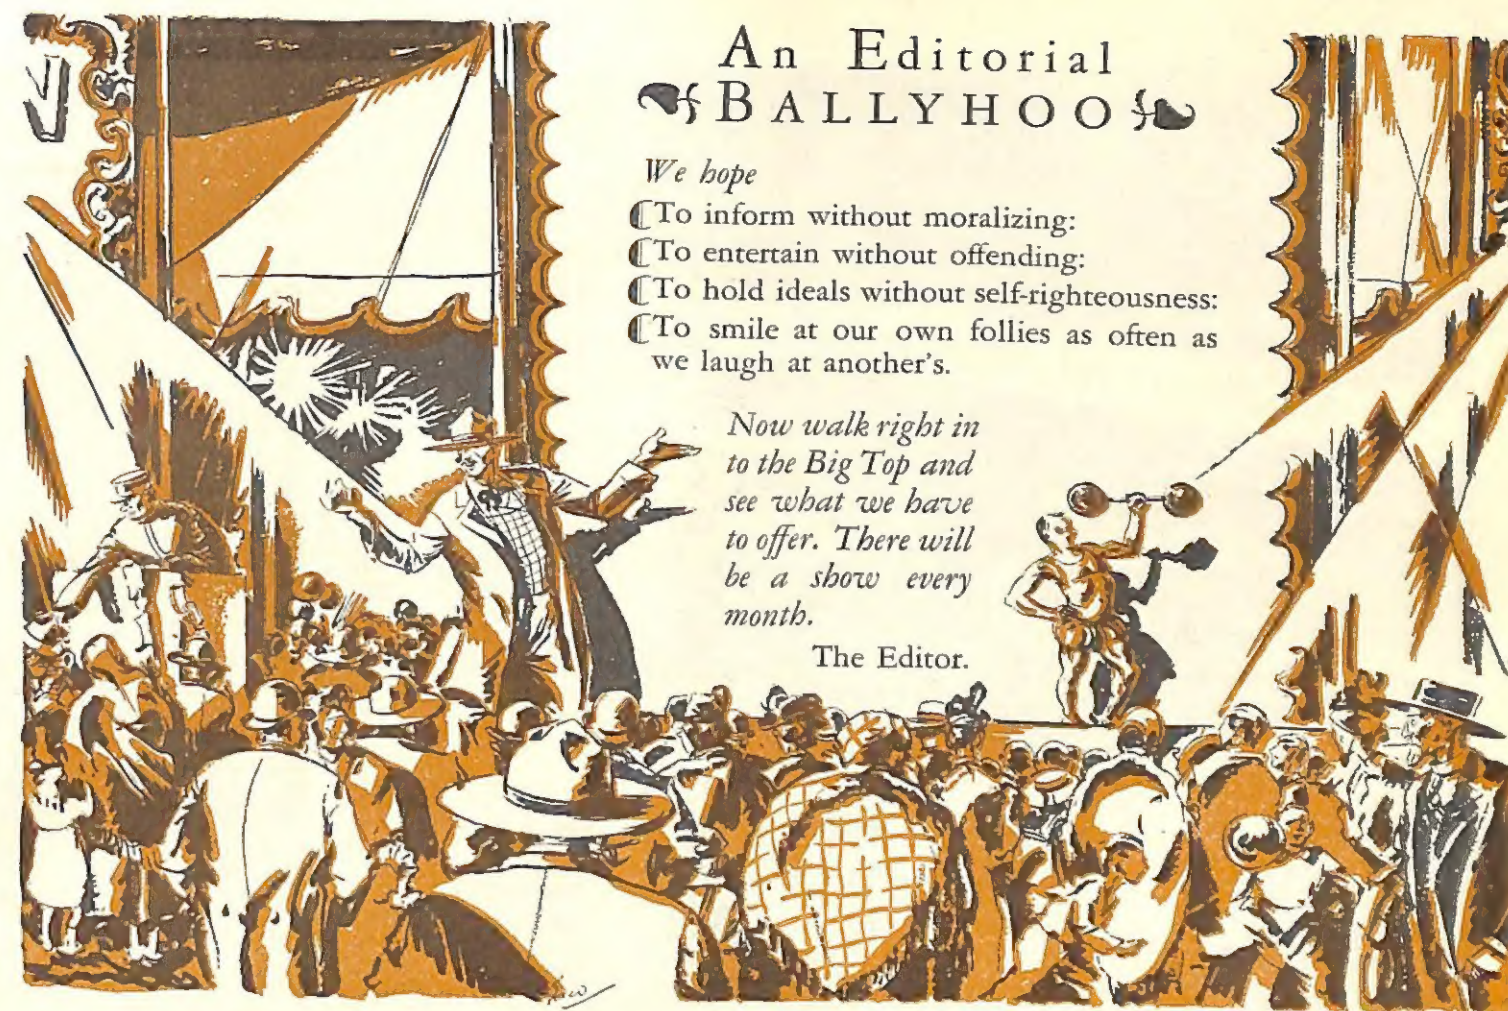 An Editorial
BALLYHOO
We hope
⁌To inform without moralizing:
⁌To entertain without offending:
⁌To hold ideals without self-righteousness:
⁌To smile at our own follies as often as
we laugh at another's.
Now walk right in
to the Big Top and
see what we have
to offer. There will
be a show every
month.
The Editor.